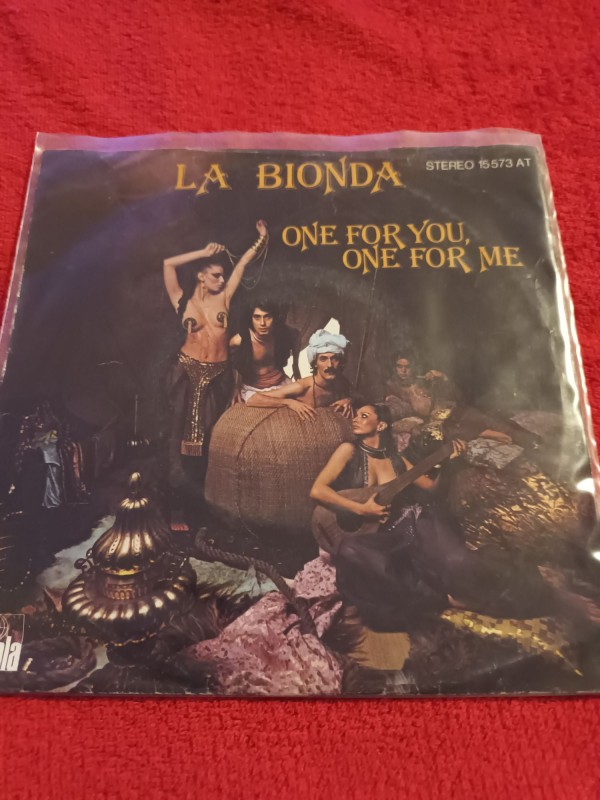 LA BIONDA
STEREO 15 573 AT
ONE FOR YOU,
ONE FOR ME